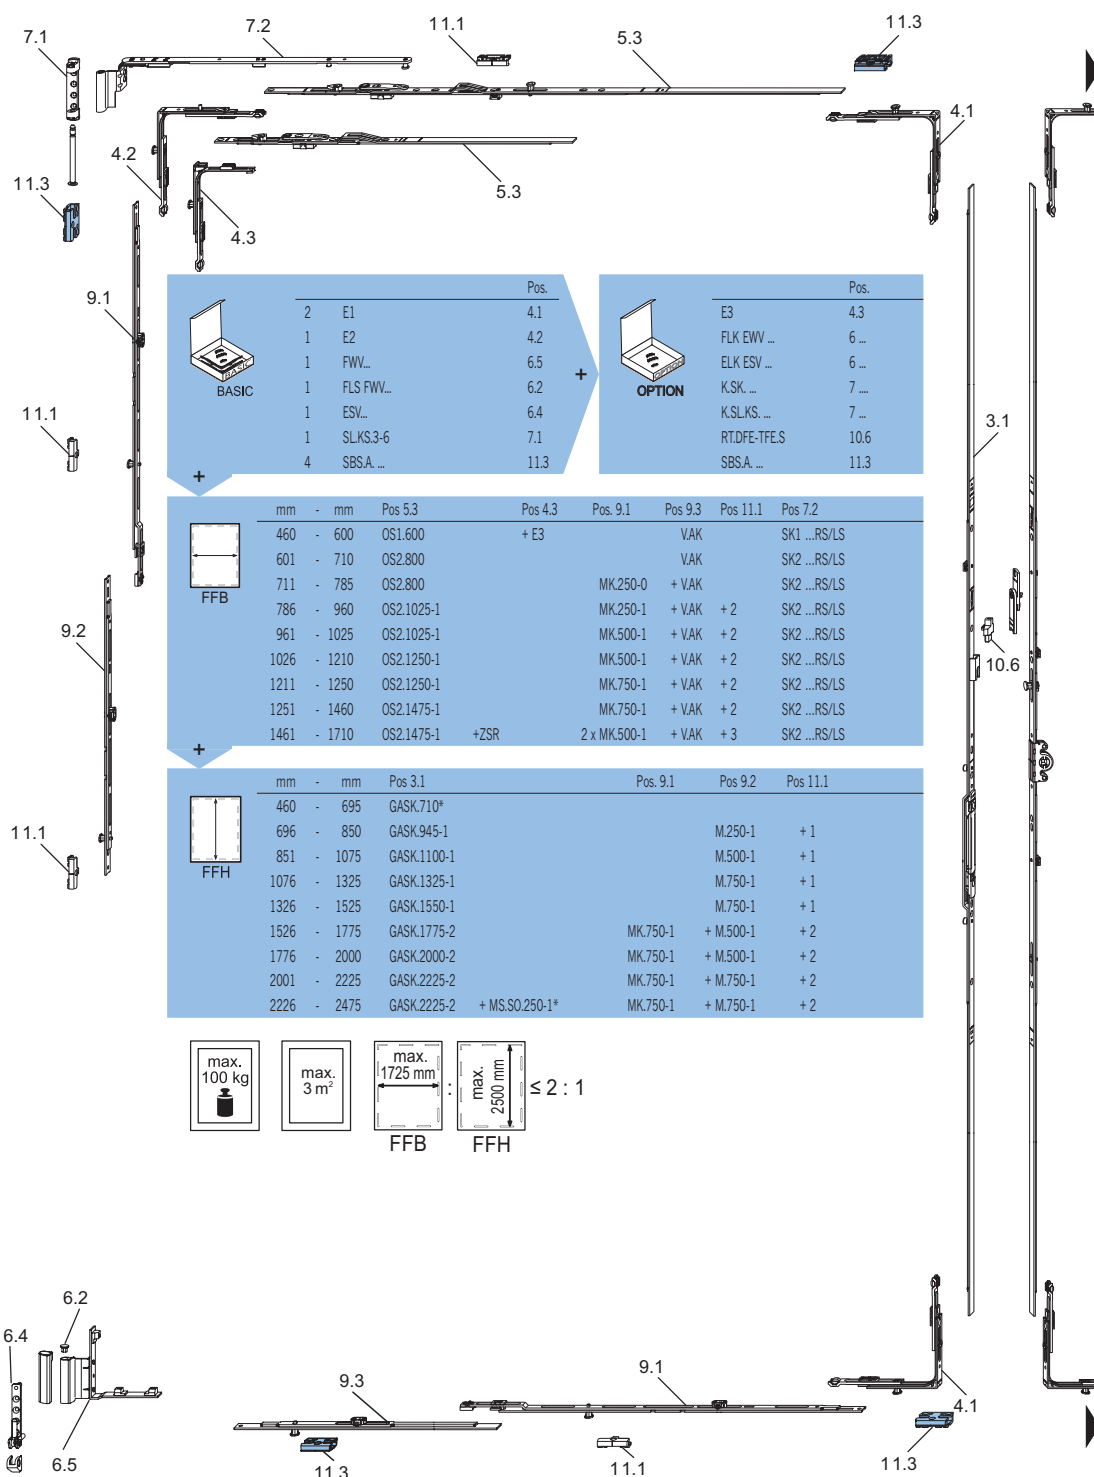 7.1
7.2
11.1
5.3
11.3
4.2
4.1
5.3
11.3
4.3
9.1
11.1
3.1
9.2
10.6
11.1
Pos.
2 E1 4.1
1 E2 4.2
1 FWV... 6.5
1 FLS FWV... 6.2
1 ESV... 6.4
1 SL.KS.3-6 7.1
4 SBS.A. ... 11.3
BASIC
BASIC
+
Pos.
E3 4.3
FLK EWV ... 6 ...
ELK ESV ... 6 ...
K.SK. ... 7 ....
K.SL.KS. ... 7 ...
RT.DFE-TFE.S 10.6
SBS.A. ... 11.3
OPTION
OPTION
+
mm - mm Pos 5.3 Pos 4.3 Pos. 9.1 Pos 9.3 Pos 11.1 Pos 7.2
460 - 600 OS1.600 + E3 V.AK SK1 ...RS/LS
601 - 710 OS2.800 V.AK SK2 ...RS/LS
711 - 785 OS2.800 MK.250-0 + V.AK SK2 ...RS/LS
786 - 960 OS2.1025-1 MK.250-1 + V.AK + 2 SK2 ...RS/LS
961 - 1025 OS2.1025-1 MK.500-1 + V.AK + 2 SK2 ...RS/LS
1026 - 1210 OS2.1250-1 MK.500-1 + V.AK + 2 SK2 ...RS/LS
1211 - 1250 OS2.1250-1 MK.750-1 + V.AK + 2 SK2 ...RS/LS
1251 - 1460 OS2.1475-1 MK.750-1 + V.AK + 2 SK2 ...RS/LS
1461 - 1710 OS2.1475-1 +ZSR 2 x MK.500-1 + V.AK + 3 SK2 ...RS/LS
FFB
+
mm - mm Pos 3.1 Pos. 9.1 Pos 9.2 Pos 11.1
460 - 695 GASK.710*
696 - 850 GASK.945-1 M.250-1 + 1
851 - 1075 GASK.1100-1 M.500-1 + 1
1076 - 1325 GASK.1325-1 M.750-1 + 1
1326 - 1525 GASK.1550-1 M.750-1 + 1
1526 - 1775 GASK.1775-2 MK.750-1 + M.500-1 + 2
1776 - 2000 GASK.2000-2 MK.750-1 + M.500-1 + 2
2001 - 2225 GASK.2225-2 MK.750-1 + M.750-1 + 2
2226 - 2475 GASK.2225-2 + MS.SO.250-1* MK.750-1 + M.750-1 + 2
FFH
max.
100 kg
max.
3 m²
max.
1725 mm
FFB
:
max.
2500 mm
FFH
≤ 2 : 1
6.2
6.4
6.5
9.3
11.3
9.1
11.1
4.1
11.3